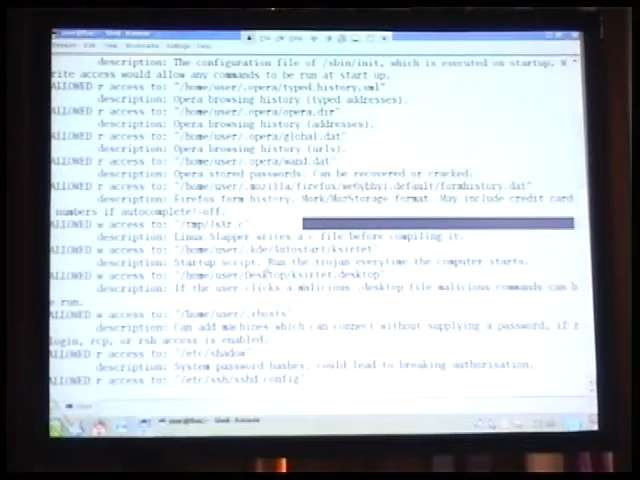 Session Edit View Bookmarks Settings Help
description: The configuration file of /sbin/init, which is executed on startup. W
rite access would allow any commands to be run at start up.
ALLOWED r access to: "/home/user/.opera/typed_history.xml"
description: Opera browsing history (typed addresses).
ALLOWED r access to: "/home/user/.opera/opera.dir"
description: Opera browsing history (addresses).
ALLOWED r access to: "/home/user/.opera/global.dat"
description: Opera browsing history (urls).
ALLOWED r access to: "/home/user/.opera/wand.dat"
description: Opera stored passwords. Can be recovered or cracked.
ALLOWED r access to:
description: Firefox form history. Mork/MozStorage format. May include credit card
numbers if autocomplete!=off.
ALLOWED w access to:
description: Linux.Slapper writes a c file before compiling it.
ALLOWED w access to: "/home/user/.kde/Autostart/ksirtet"
description: Startup script. Run the trojan everytime the computer starts.
ALLOWED w access to: "/home/user/Desktop/ksirtet.desktop"
description: If the user clicks a malicious .desktop file malicious commands can b
e run.
ALLOWED w access to: "/home/user/.rhosts"
description: Can add machines which can connect without supplying a password, if r
login, rcp, or rsh access is enabled.
ALLOWED r access to: "/etc/shadow"
description: System password hashes, could lead to breaking authorisation.
ALLOWED r access to: "/etc/ssh/sshd_config"
Shell